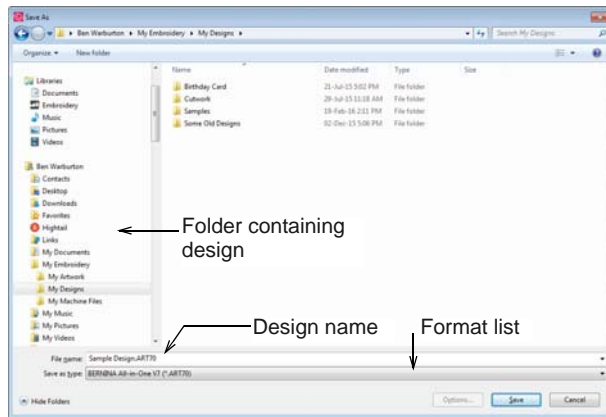 Save As
Ben Warburton ▸ My Embroidery ▸ My Designs ▸
Search My Designs
Organize ▾ New folder
Name Date modified Type Size
Birthday Card 21-Jul-15 5:02 PM File folder
Cutwork 29-Jul-15 11:18 AM File folder
Samples 19-Feb-16 2:11 PM File folder
Some Old Designs 02-Dec-15 5:06 PM File folder
Libraries
Documents
Embroidery
Music
Pictures
Videos
Ben Warburton
Contacts
Desktop
Downloads
Favorites
Hightail
Links
My Documents
My Embroidery
My Artwork
My Designs
My Machine Files
My Music
My Pictures
My Videos
Folder containing
design
Design name
Format list
File name: Sample Design.ART70
Save as type: BERNINA All-in-One V7 (*.ART70)
Hide Folders
Options...
Save
Cancel